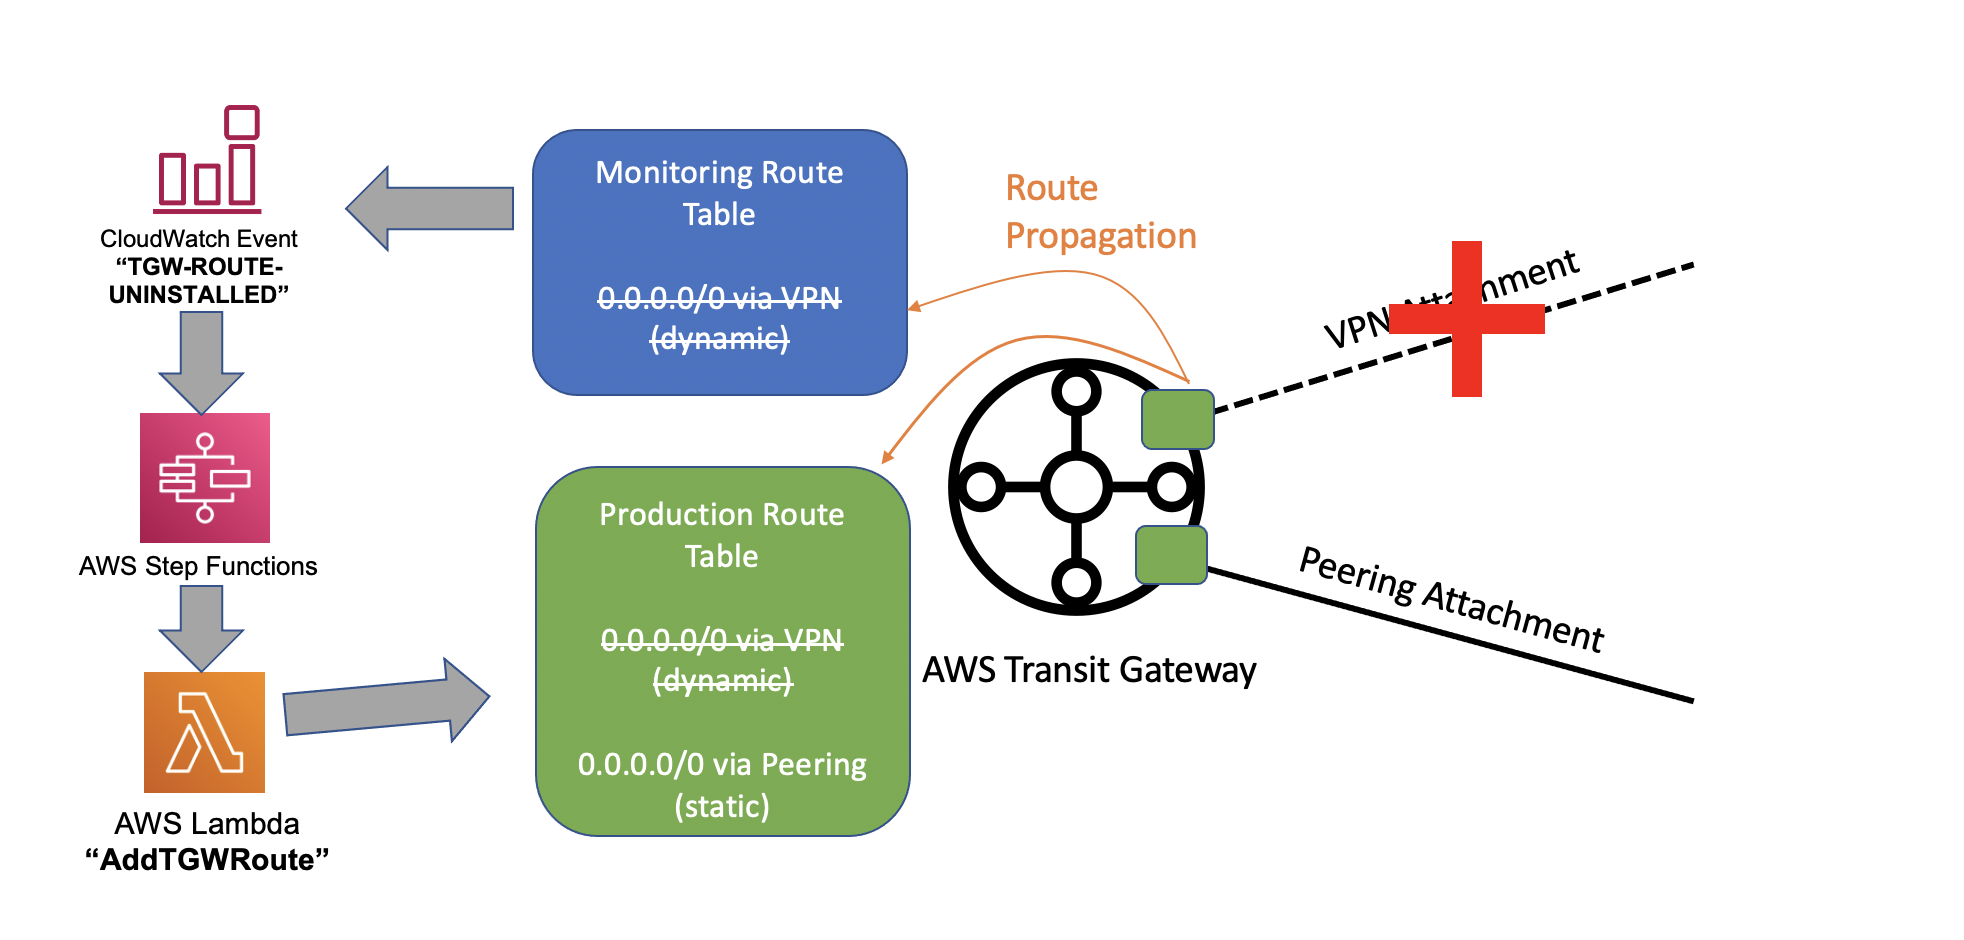 CloudWatch Event
“TGW-ROUTE-
UNINSTALLED”
AWS Step Functions
AWS Lambda
“AddTGWRoute”
Monitoring Route
Table
0.0.0.0/0 via VPN
(dynamic)
Production Route
Table
0.0.0.0/0 via VPN
(dynamic)
0.0.0.0/0 via Peering
(static)
Route
Propagation
AWS Transit Gateway
VPN Attachment
Peering Attachment